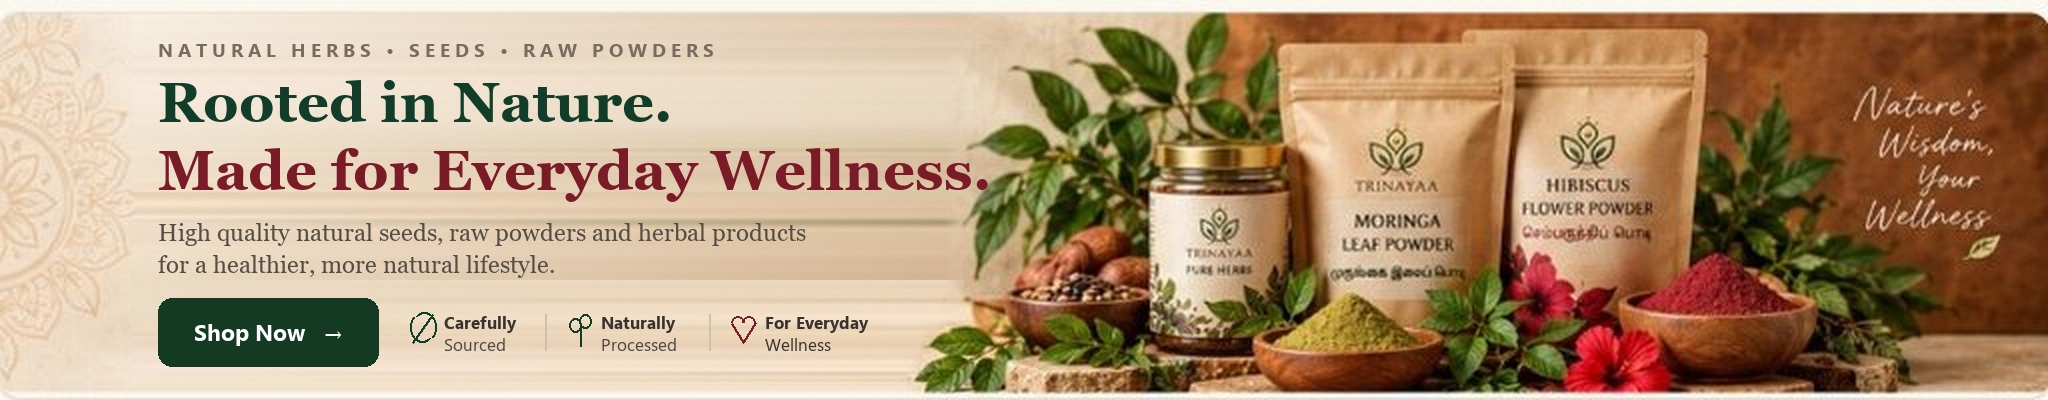 NATURAL HERBS • SEEDS • RAW POWDERS
Rooted in Nature.
Made for Everyday Wellness.
High quality natural seeds, raw powders and herbal products
for a healthier, more natural lifestyle.
Shop Now →
Carefully
Sourced
Naturally
Processed
For Everyday
Wellness
TRINAYAA
PURE HERBS
TRINAYAA
MORINGA
LEAF POWDER
முருங்கை இலைப் பொடி
HIBISCUS
FLOWER POWDER
செம்பருத்திப் பொடி
Nature's
Wisdom,
Your
Wellness